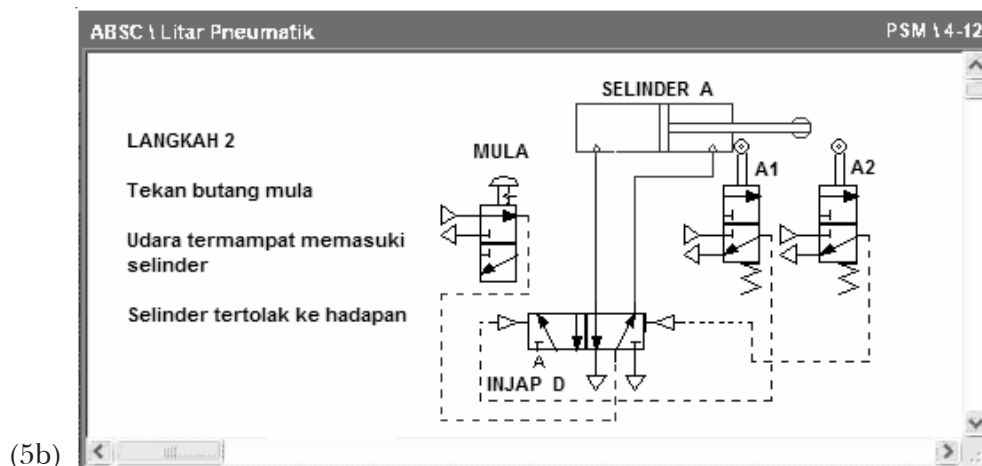 ABSC \ Litar Pneumatik
PSM \ 4-12
SELINDER A
LANGKAH 2
MULA
A1
A2
Tekan butang mula
Udara termampat memasuki
selinder
Selinder tertolak ke hadapan
A
INJAP D
(5b)